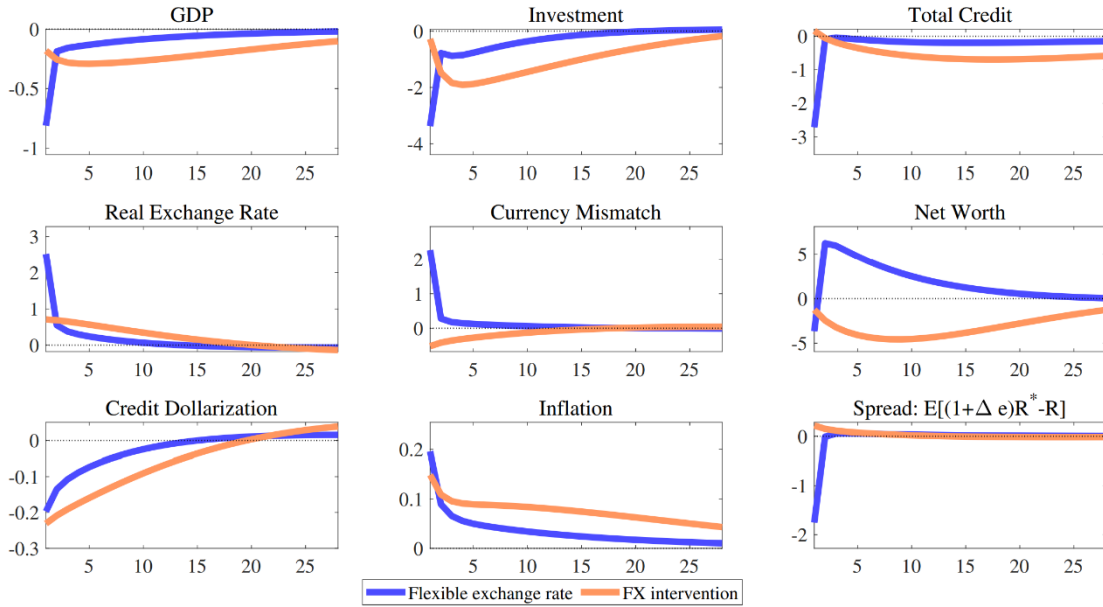 GDP
0
-0.5
-1
5 10 15 20 25
Investment
0
-2
-4
5 10 15 20 25
Total Credit
0
-1
-2
-3
5 10 15 20 25
Real Exchange Rate
3
2
1
0
5 10 15 20 25
Currency Mismatch
2
1
0
5 10 15 20 25
Net Worth
5
0
-5
5 10 15 20 25
Credit Dollarization
0
-0.1
-0.2
-0.3
5 10 15 20 25
Inflation
0.2
0.1
0
5 10 15 20 25
Spread: E[(1+Δ e)R*-R]
0
-1
-2
5 10 15 20 25
Flexible exchange rate FX intervention